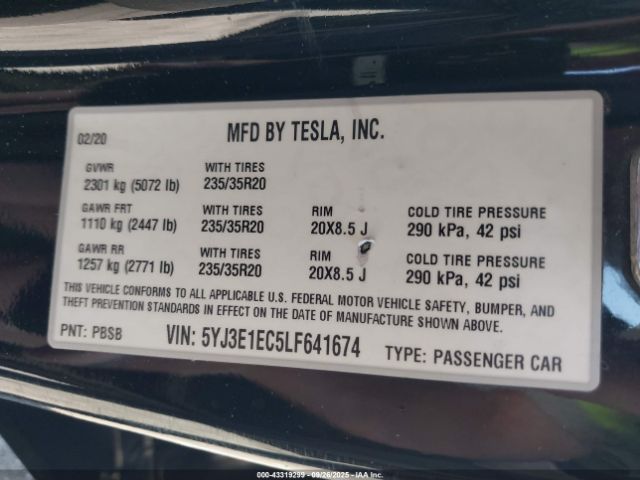 02/20 MFD BY TESLA, INC.
GVWR WITH TIRES
2301 kg (5072 lb) 235/35R20
GAWR FRT WITH TIRES RIM COLD TIRE PRESSURE
1110 kg (2447 lb) 235/35R20 20X8.5 J 290 kPa, 42 psi
GAWR RR WITH TIRES RIM COLD TIRE PRESSURE
1257 kg (2771 lb) 235/35R20 20X8.5 J 290 kPa, 42 psi
THIS VEHICLE CONFORMS TO ALL APPLICABLE U.S. FEDERAL MOTOR VEHICLE SAFETY, BUMPER, AND
THEFT PREVENTION STANDARDS IN EFFECT ON THE DATE OF MANUFACTURE SHOWN ABOVE.
PNT: PBSB VIN: 5YJ3E1EC5LF641674 TYPE: PASSENGER CAR
000-43319299 - 09/26/2025 - IAA Inc.